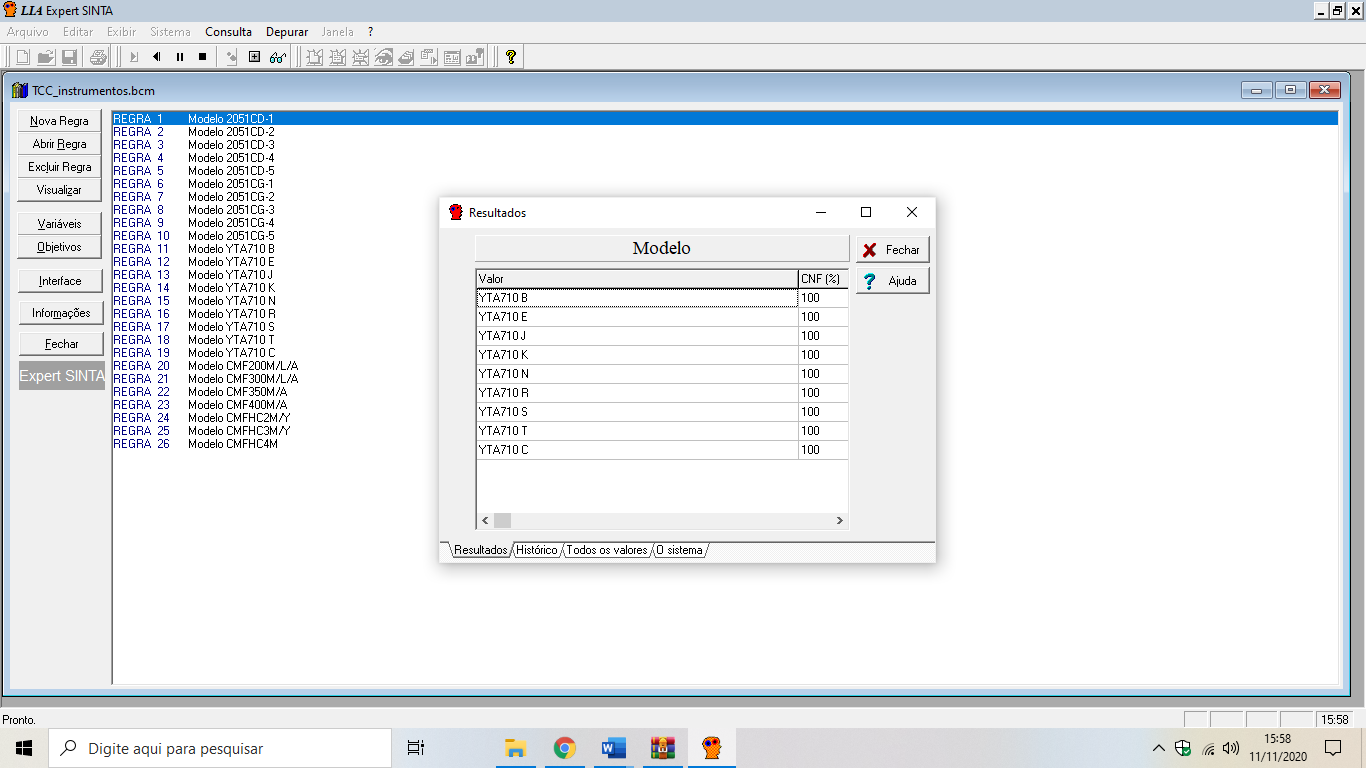 LIA Expert SINTA
Arquivo Editar Exibir Sistema Consulta Depurar Janela ?
TCC_instrumentos.bcm
Nova Regra
Abrir Regra
Excluir Regra
Visualizar
Variáveis
Objetivos
Interface
Informações
Fechar
Expert SINTA
REGRA 1 Modelo 2051CD-1
REGRA 2 Modelo 2051CD-2
REGRA 3 Modelo 2051CD-3
REGRA 4 Modelo 2051CD-4
REGRA 5 Modelo 2051CD-5
REGRA 6 Modelo 2051CG-1
REGRA 7 Modelo 2051CG-2
REGRA 8 Modelo 2051CG-3
REGRA 9 Modelo 2051CG-4
REGRA 10 Modelo 2051CG-5
REGRA 11 Modelo YTA710 B
REGRA 12 Modelo YTA710 E
REGRA 13 Modelo YTA710 J
REGRA 14 Modelo YTA710 K
REGRA 15 Modelo YTA710 N
REGRA 16 Modelo YTA710 R
REGRA 17 Modelo YTA710 S
REGRA 18 Modelo YTA710 T
REGRA 19 Modelo YTA710 C
REGRA 20 Modelo CMF200M/L/A
REGRA 21 Modelo CMF300M/L/A
REGRA 22 Modelo CMF350M/A
REGRA 23 Modelo CMF400M/A
REGRA 24 Modelo CMFHC2M/Y
REGRA 25 Modelo CMFHC3M/Y
REGRA 26 Modelo CMFHC4M
Resultados
Modelo
Fechar
Ajuda
Valor CNF (%)
YTA710 B 100
YTA710 E 100
YTA710 J 100
YTA710 K 100
YTA710 N 100
YTA710 R 100
YTA710 S 100
YTA710 T 100
YTA710 C 100
Resultados Histórico Todos os valores O sistema
Pronto. 15:58
Digite aqui para pesquisar
15:58
11/11/2020